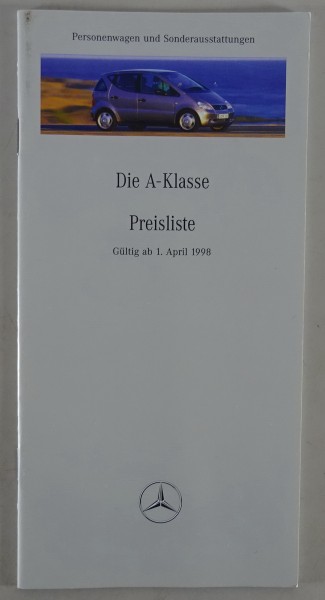 Personenwagen und Sonderausstattungen
Die A-Klasse
Preisliste
Gültig ab 1. April 1998